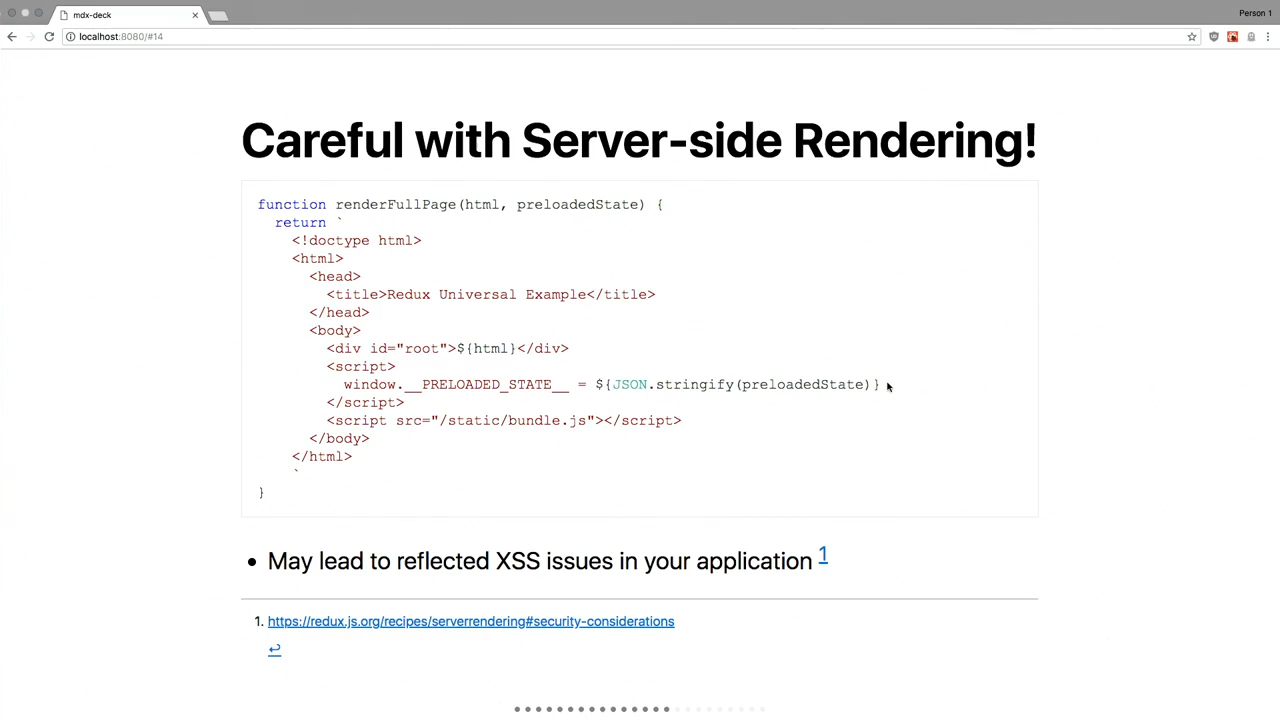 mdx-deck
Person 1
localhost:8080/#14
Careful with Server-side Rendering!
function renderFullPage(html, preloadedState) {
  return `
    <!doctype html>
    <html>
      <head>
        <title>Redux Universal Example</title>
      </head>
      <body>
        <div id="root">${html}</div>
        <script>
          window.__PRELOADED_STATE__ = ${JSON.stringify(preloadedState)}
        </script>
        <script src="/static/bundle.js"></script>
      </body>
    </html>
    `
}
• May lead to reflected XSS issues in your application 1
1. https://redux.js.org/recipes/serverrendering#security-considerations
↩